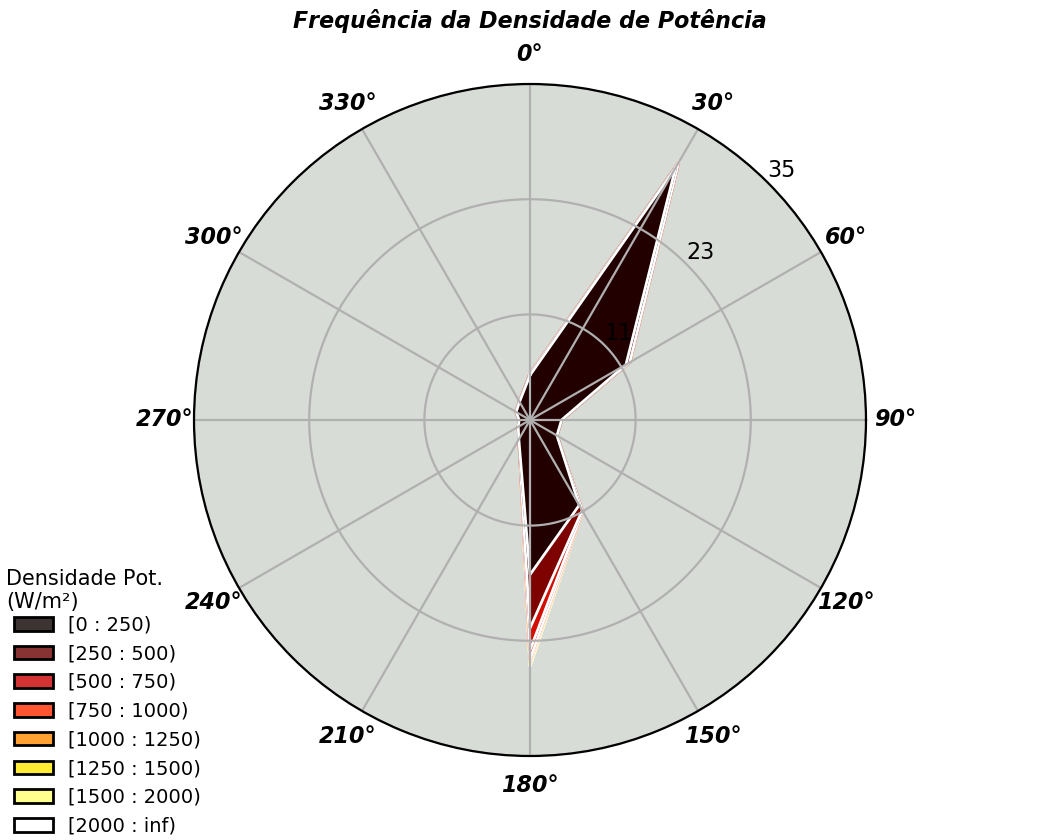 Frequência da Densidade de Potência
0°
330°
30°
35
300°
60°
23
11
270°
90°
240°
120°
210°
150°
180°
Densidade Pot.
(W/m²)
[0 : 250)
[250 : 500)
[500 : 750)
[750 : 1000)
[1000 : 1250)
[1250 : 1500)
[1500 : 2000)
[2000 : inf)